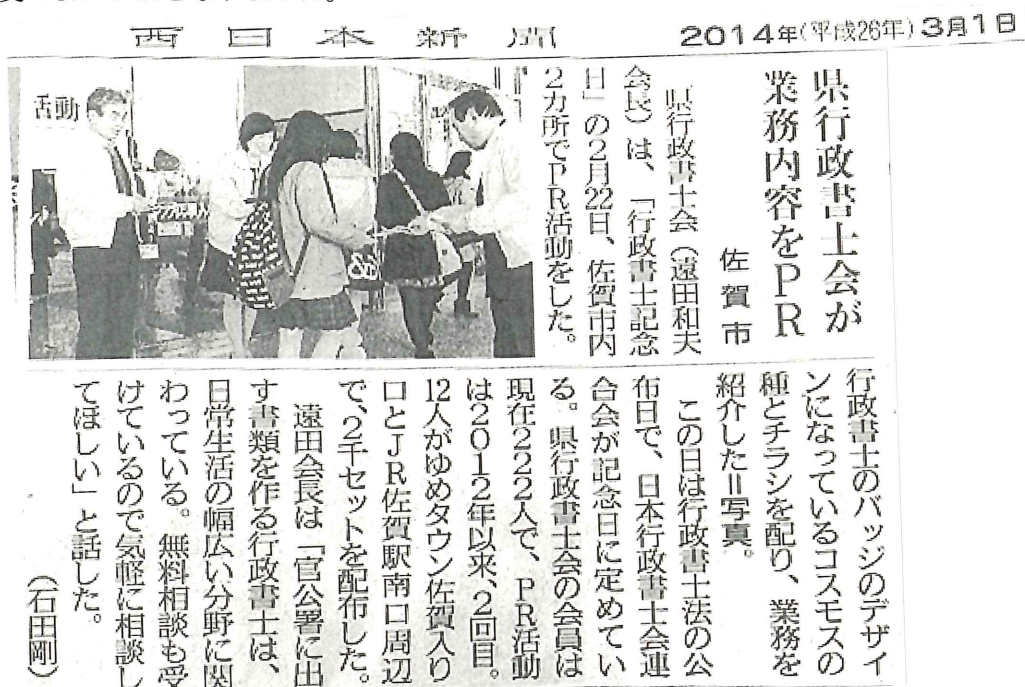 西日本新聞
2014年(平成26年)3月1日
県行政書士会が
業務内容をPR
佐賀市
県行政書士会(遠田和夫
会長)は、「行政書士記念
日」の2月22日、佐賀市内
2カ所でPR活動をした。
行政書士のバッジのデザイ
ンになっているコスモスの
種とチラシを配り、業務を
紹介した=写真。
この日は行政書士法の公
布日で、日本行政書士会連
合会が記念日に定めてい
る。県行政書士会の会員は
現在222人で、PR活動
は2012年以来、2回目。
12人がゆめタウン佐賀入り
口とJR佐賀駅南口周辺
で、2千セットを配布した。
遠田会長は「官公署に出
す書類を作る行政書士は、
日常生活の幅広い分野に関
わっている。無料相談も受
けているので気軽に相談し
てほしい」と話した。
(石田剛)
活動